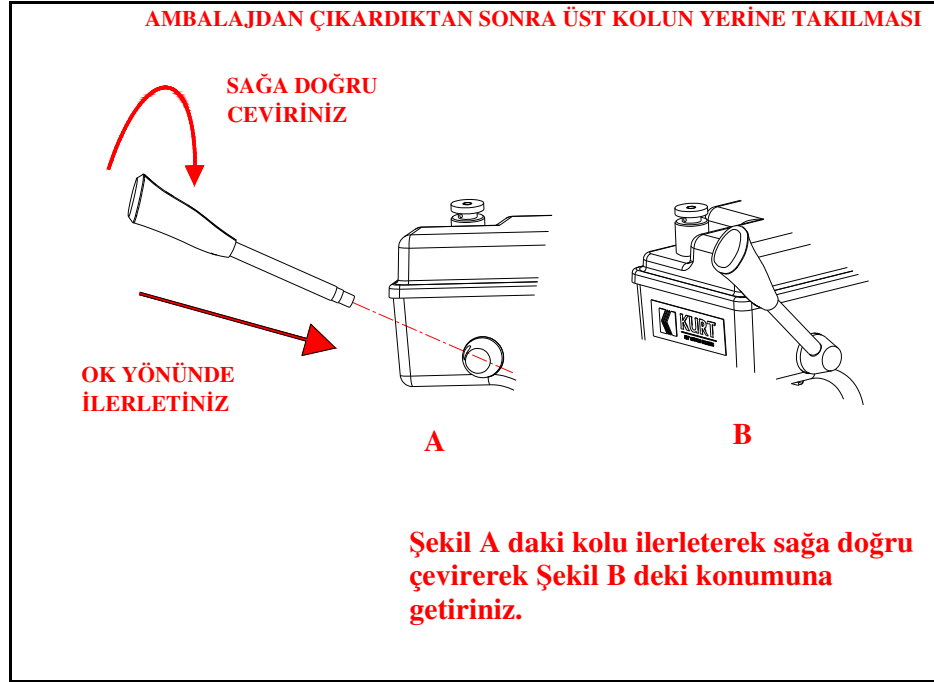 AMBALAJDAN ÇIKARDIKTAN SONRA ÜST KOLUN YERİNE TAKILMASI
SAĞA DOĞRU
CEVİRİNİZ
OK YÖNÜNDE
İLERLETİNİZ
KURT
A
B
Şekil A daki kolu ilerleterek sağa doğru
çevirerek Şekil B deki konumuna
getiriniz.